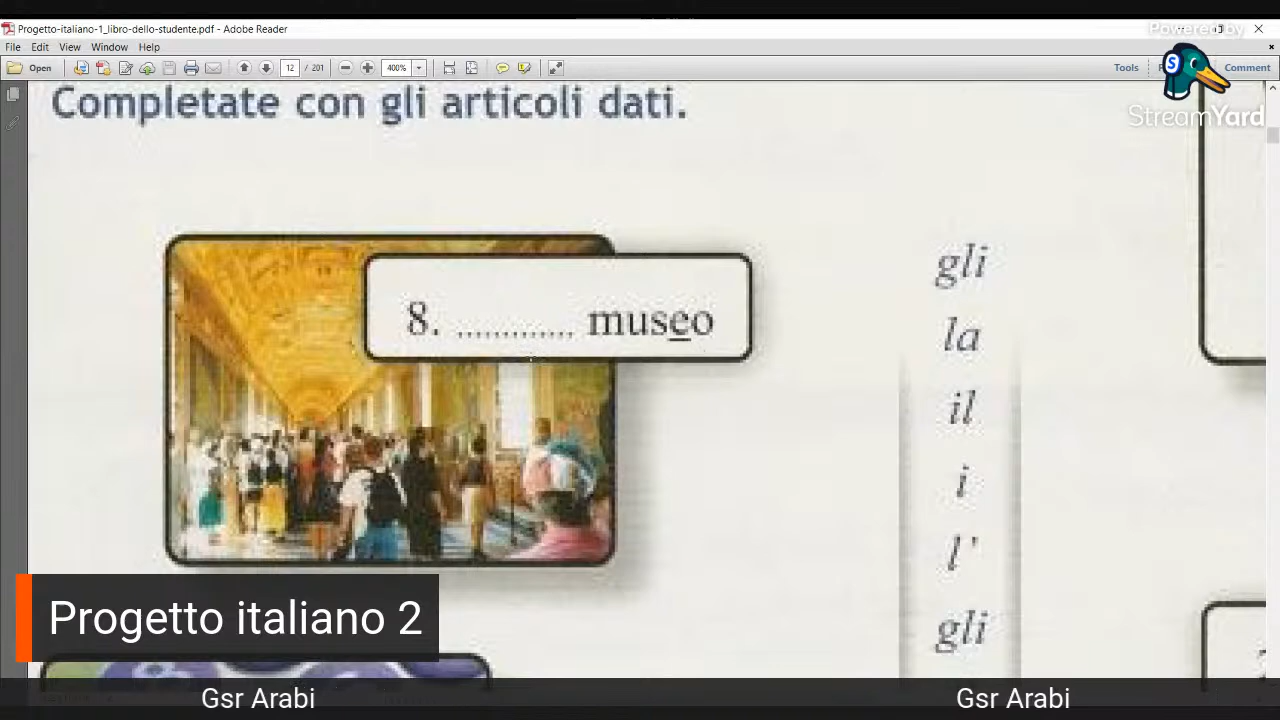 Progetto-italiano-1_libro-dello-studente.pdf - Adobe Reader
Powered by
File Edit View Window Help
Open 12 / 201 400% Tools Comment
StreamYard
Completate con gli articoli dati.
8. ............. museo
gli
la
il
i
l'
gli
Progetto italiano 2
Gsr Arabi Gsr Arabi